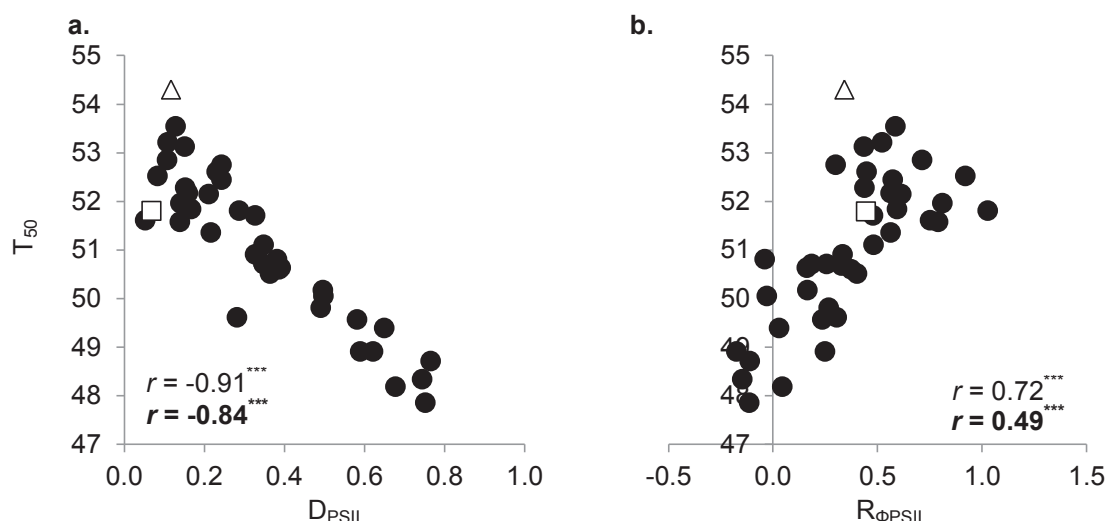 a.
b.
55
54
53
52
51
50
49
48
47
T50
r = -0.91***
r = -0.84***
0.0 0.2 0.4 0.6 0.8 1.0
DPSII
55
54
53
52
51
50
49
48
47
r = 0.72***
r = 0.49***
-0.5 0.0 0.5 1.0 1.5
RΦPSII